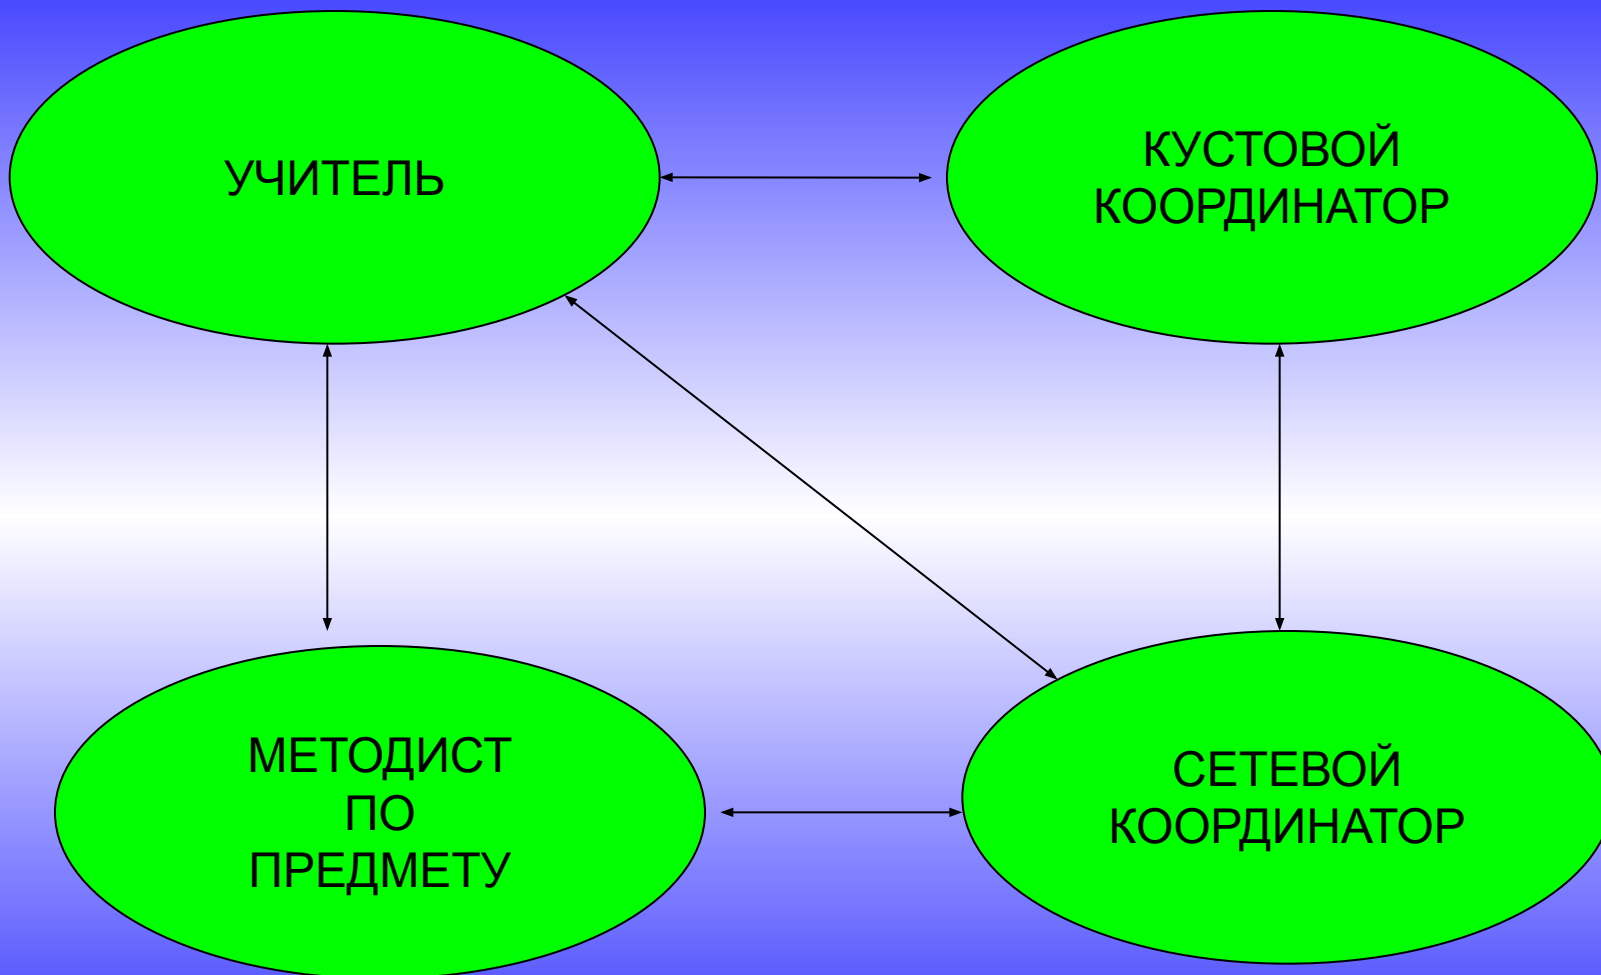 УЧИТЕЛЬ
КУСТОВОЙ
КООРДИНАТОР
МЕТОДИСТ
ПО
ПРЕДМЕТУ
СЕТЕВОЙ
КООРДИНАТОР